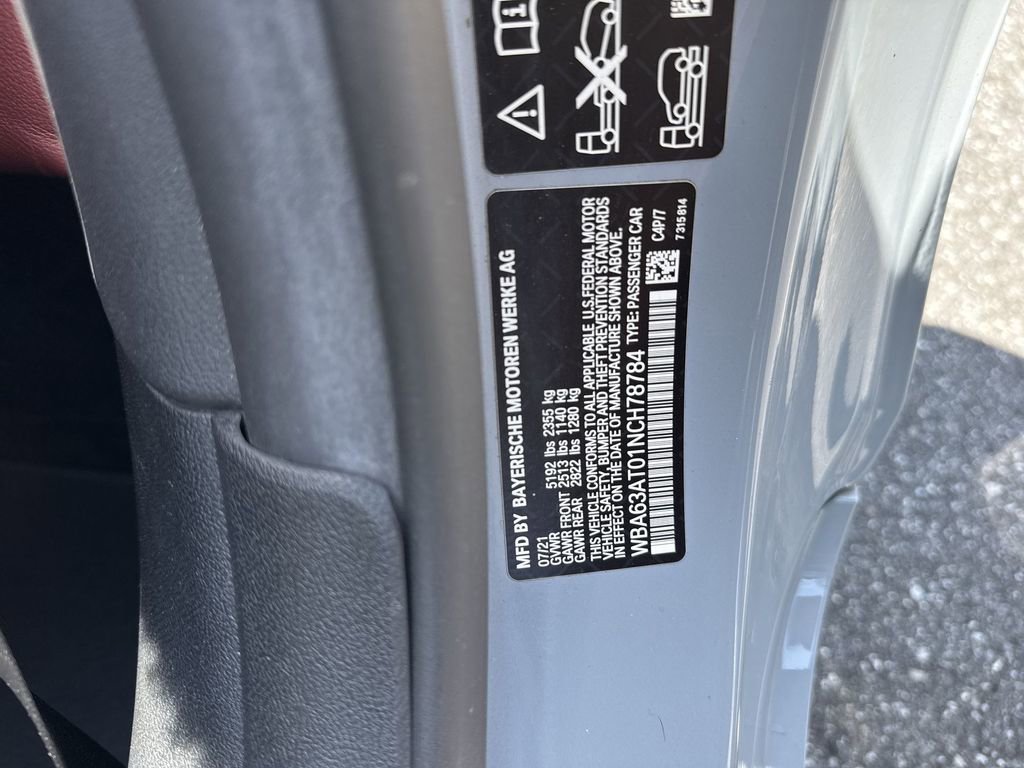 MFD BY BAYERISCHE MOTOREN WERKE AG
07/21
GVWR 5192 lbs 2355 kg
GAWR FRONT 2513 lbs 1140 kg
GAWR REAR 2822 lbs 1280 kg
THIS VEHICLE CONFORMS TO ALL APPLICABLE U.S.FEDERAL MOTOR
VEHICLE SAFETY, BUMPER AND THEFT PREVENTION STANDARDS
IN EFFECT ON THE DATE OF MANUFACTURE SHOWN ABOVE.
WBA63AT01NCH78784 TYPE: PASSENGER CAR
C4P/7
7315814